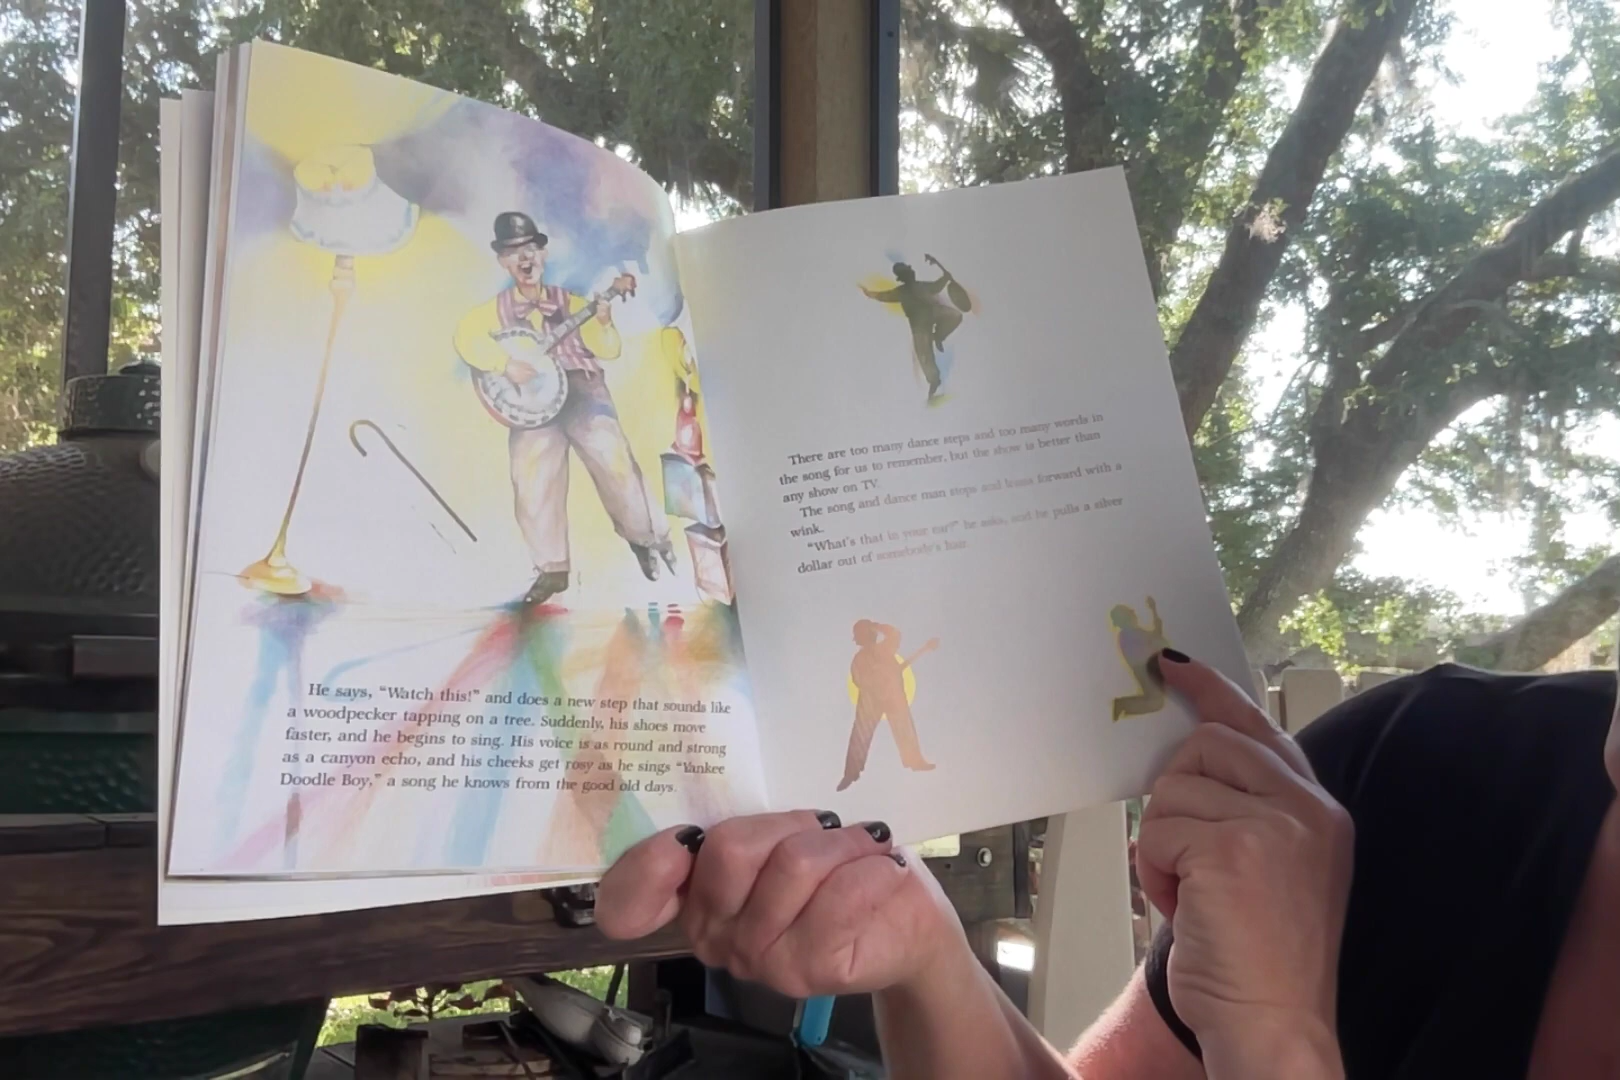 He says, “Watch this!” and does a new step that sounds like
a woodpecker tapping on a tree. Suddenly, his shoes move
faster, and he begins to sing. His voice is as round and strong
as a canyon echo, and his cheeks get rosy as he sings “Yankee
Doodle Boy,” a song he knows from the good old days.
There are too many dance steps and too many words in
the song for us to remember, but the show is better than
any show on TV.
The song and dance man stops and leans forward with a
wink.
“What’s that in your ear?” he asks, and he pulls a silver
dollar out of somebody’s hair.